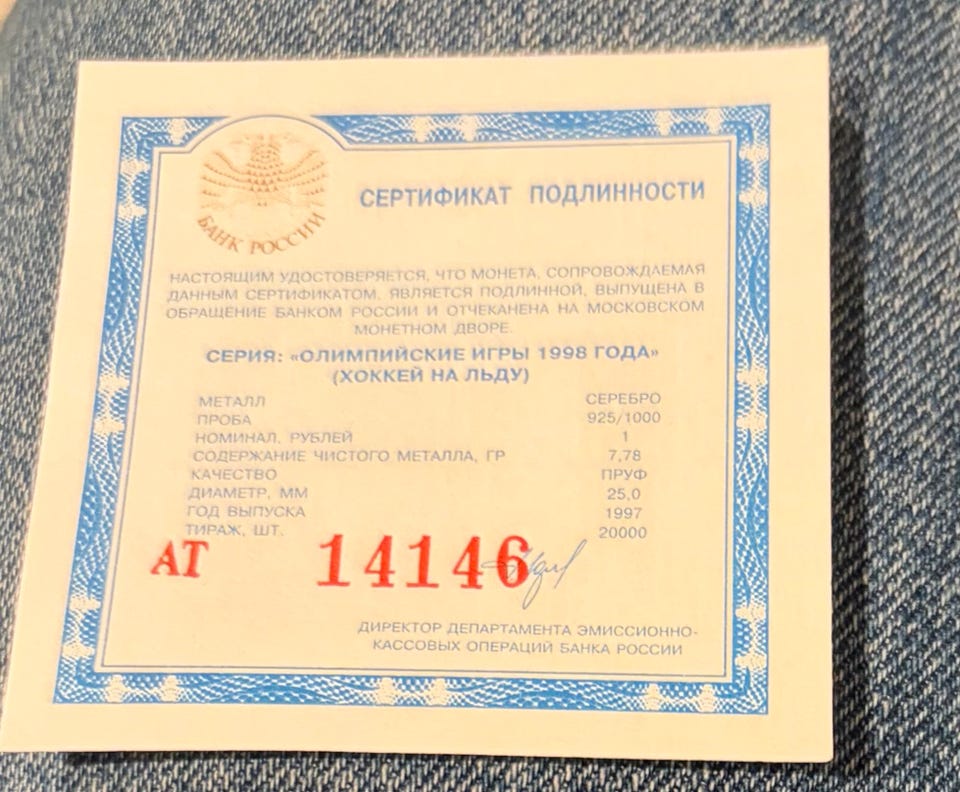 БАНК РОССИИ
СЕРТИФИКАТ ПОДЛИННОСТИ
НАСТОЯЩИМ УДОСТОВЕРЯЕТСЯ, ЧТО МОНЕТА, СОПРОВОЖДАЕМАЯ
ДАННЫМ СЕРТИФИКАТОМ, ЯВЛЯЕТСЯ ПОДЛИННОЙ, ВЫПУЩЕНА В
ОБРАЩЕНИЕ БАНКОМ РОССИИ И ОТЧЕКАНЕНА НА МОСКОВСКОМ
МОНЕТНОМ ДВОРЕ.
СЕРИЯ: «ОЛИМПИЙСКИЕ ИГРЫ 1998 ГОДА»
(ХОККЕЙ НА ЛЬДУ)
МЕТАЛЛ СЕРЕБРО
ПРОБА 925/1000
НОМИНАЛ, РУБЛЕЙ 1
СОДЕРЖАНИЕ ЧИСТОГО МЕТАЛЛА, ГР 7,78
КАЧЕСТВО ПРУФ
ДИАМЕТР, ММ 25,0
ГОД ВЫПУСКА 1997
ТИРАЖ, ШТ. 20000
АТ 14146
ДИРЕКТОР ДЕПАРТАМЕНТА ЭМИССИОННО-
КАССОВЫХ ОПЕРАЦИЙ БАНКА РОССИИ